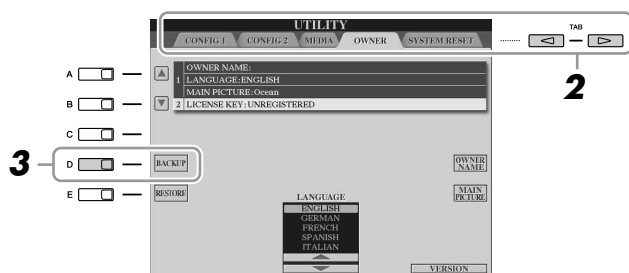 UTILITY
CONFIG 1 CONFIG 2 MEDIA OWNER SYSTEM RESET
TAB
2
A
B
C
D
E
3
OWNER NAME:
1 LANGUAGE:ENGLISH
MAIN PICTURE:Ocean
2 LICENSE KEY:UNREGISTERED
BACKUP
RESTORE
OWNER
NAME
MAIN
PICTURE
LANGUAGE
ENGLISH
GERMAN
FRENCH
SPANISH
ITALIAN
VERSION